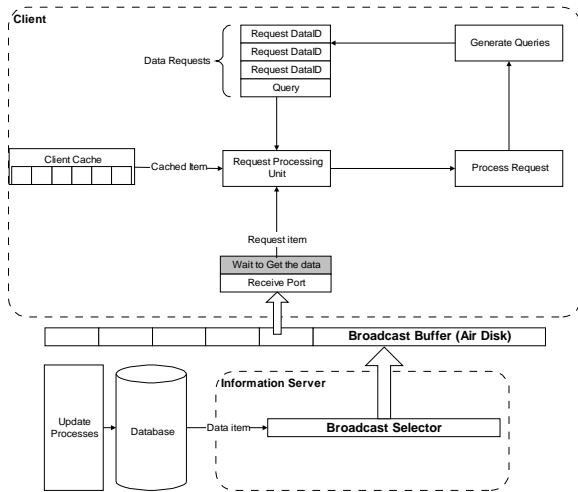 Client
Request DataID
Request DataID
Request DataID
Query
Data Requests
Generate Queries
Client Cache
Cached Item
Request Processing
Unit
Process Request
Request item
Wait to Get the data
Receive Port
Broadcast Buffer (Air Disk)
Information Server
Update
Processes
Database
Data item
Broadcast Selector